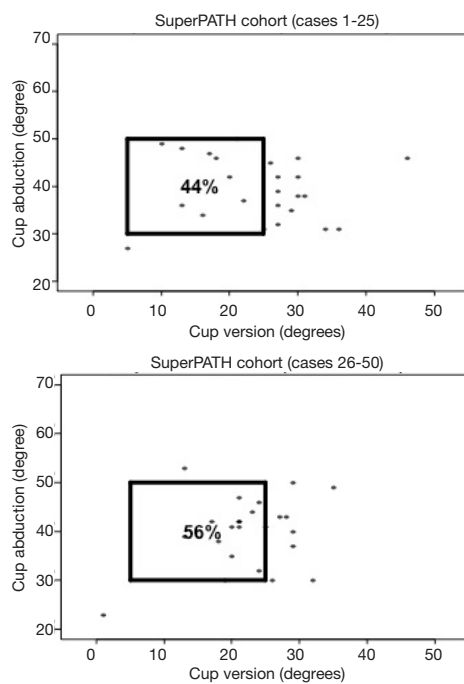 SuperPATH cohort (cases 1-25)
70
60
50
40
30
20
Cup abduction (degree)
44%
0 10 20 30 40 50
Cup version (degrees)
SuperPATH cohort (cases 26-50)
70
60
50
40
30
20
Cup abduction (degree)
56%
0 10 20 30 40 50
Cup version (degrees)